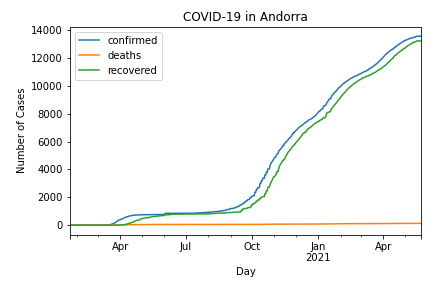 COVID-19 in Andorra
confirmed
deaths
recovered
Number of Cases
14000
12000
10000
8000
6000
4000
2000
0
Apr
Jul
Oct
Jan
2021
Apr
Day